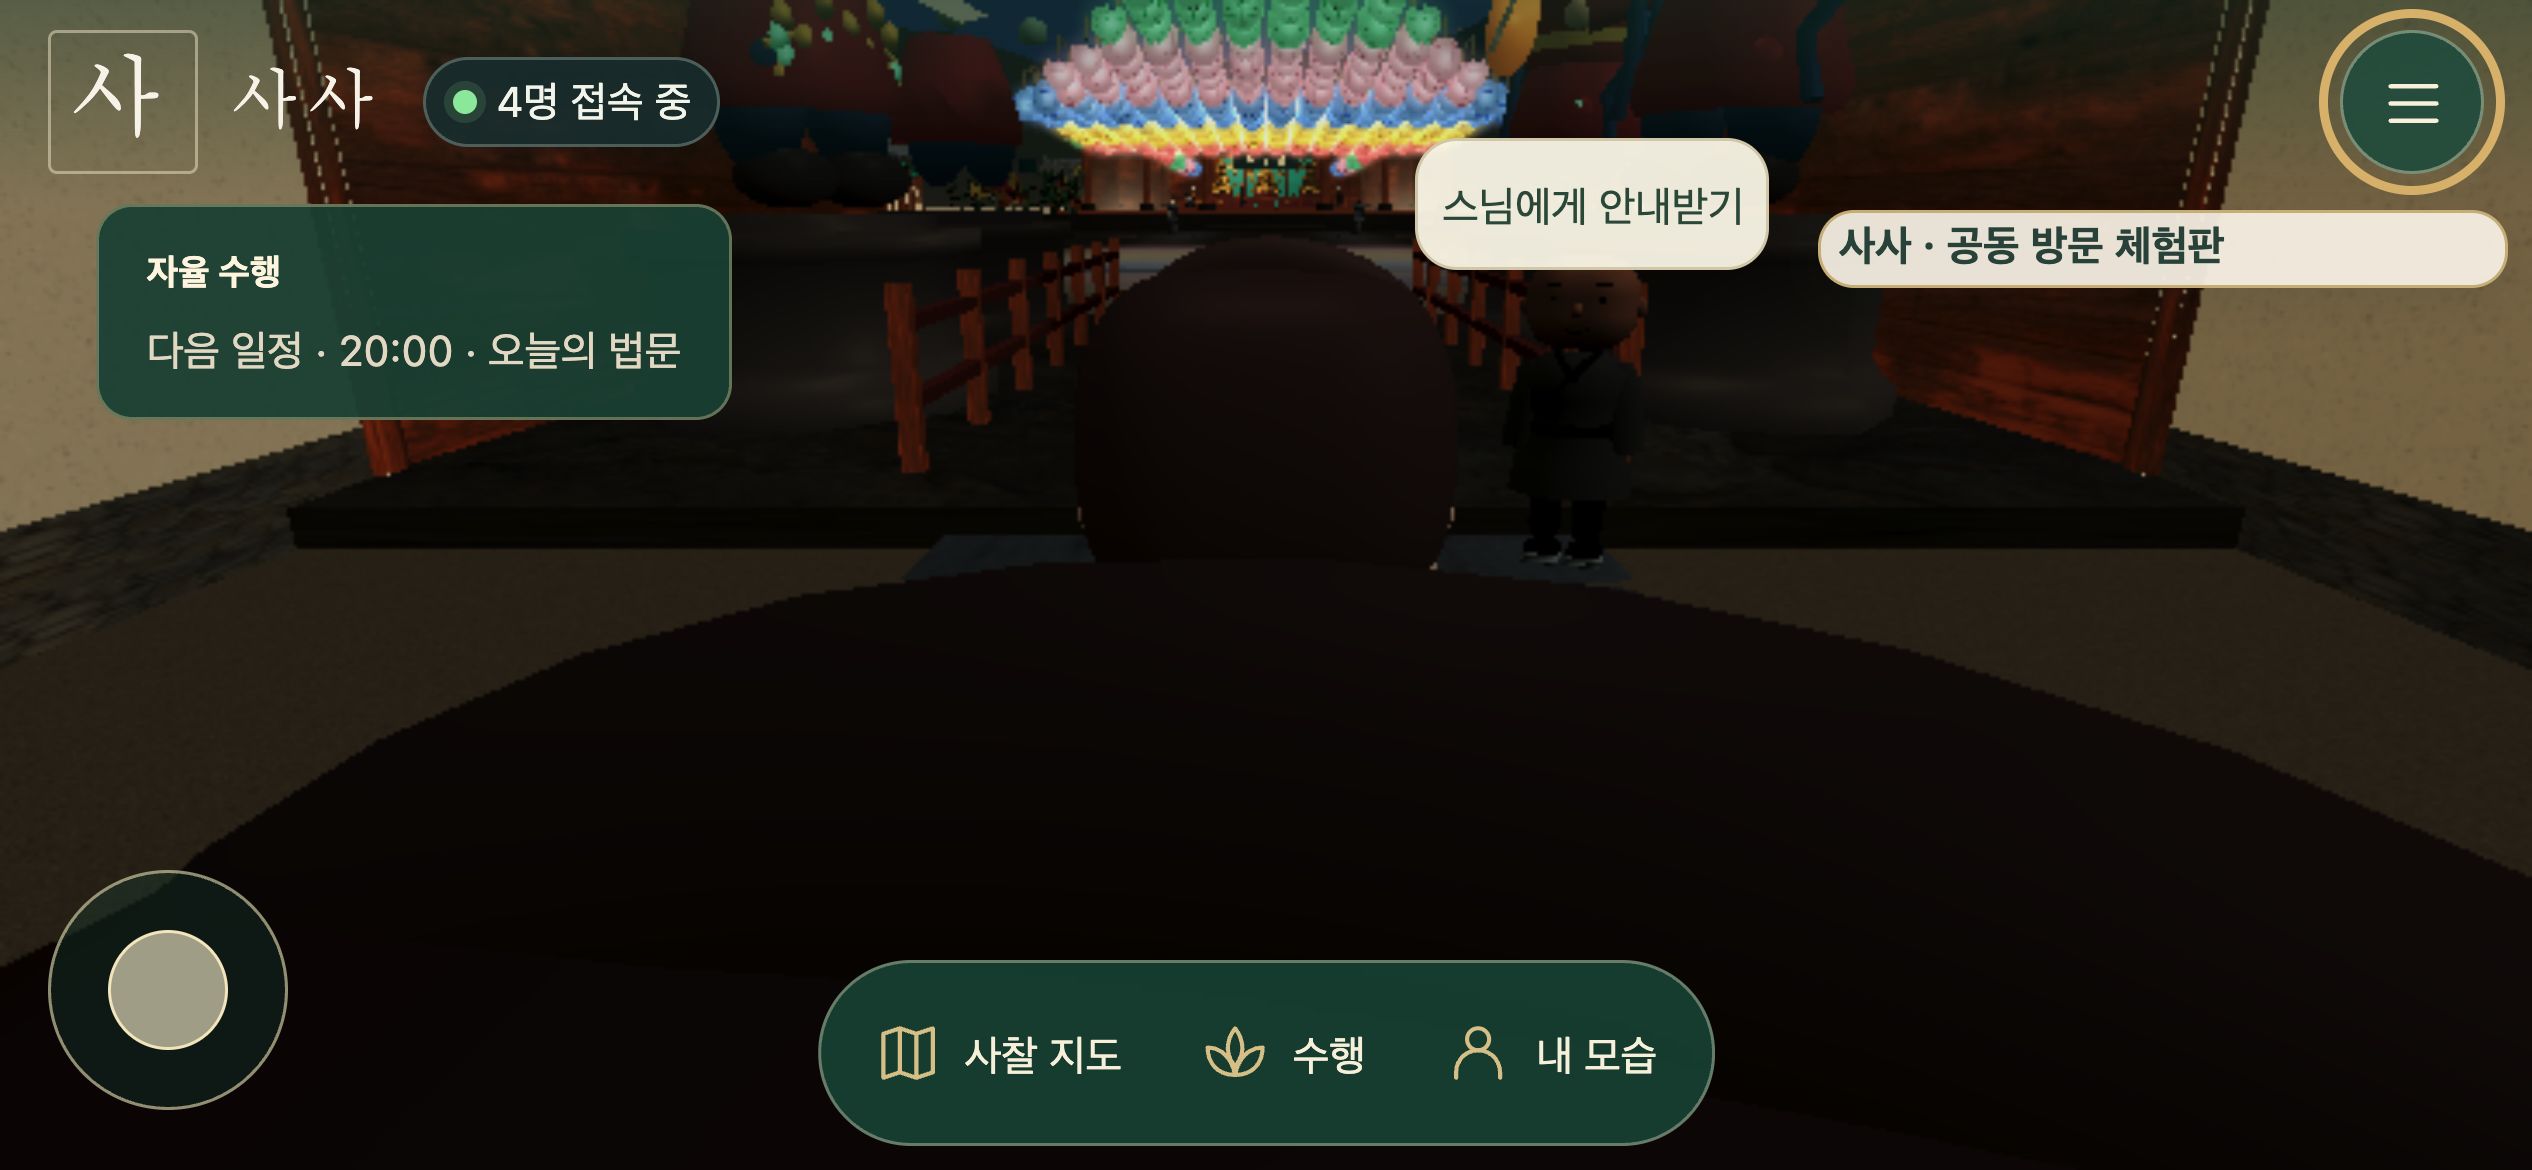 사
사사
4명 접속 중
자율 수행
다음 일정 · 20:00 · 오늘의 법문
스님에게 안내받기
사사 · 공동 방문 체험판
사찰 지도
수행
내 모습